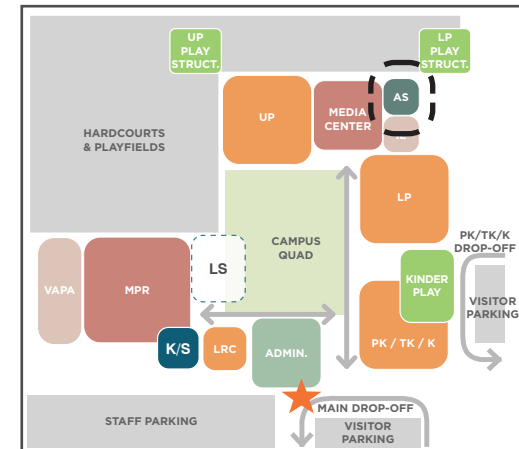 UP
PLAY
STRUCT.
LP
PLAY
STRUCT.
UP
MEDIA
CENTER
AS
HARDCOURTS
& PLAYFIELDS
LP
CAMPUS
QUAD
PK/TK/K
DROP-OFF
LS
KINDER
PLAY
VAPA
MPR
VISITOR
PARKING
K/S
LRC
ADMIN.
PK / TK / K
MAIN DROP-OFF
STAFF PARKING
VISITOR
PARKING